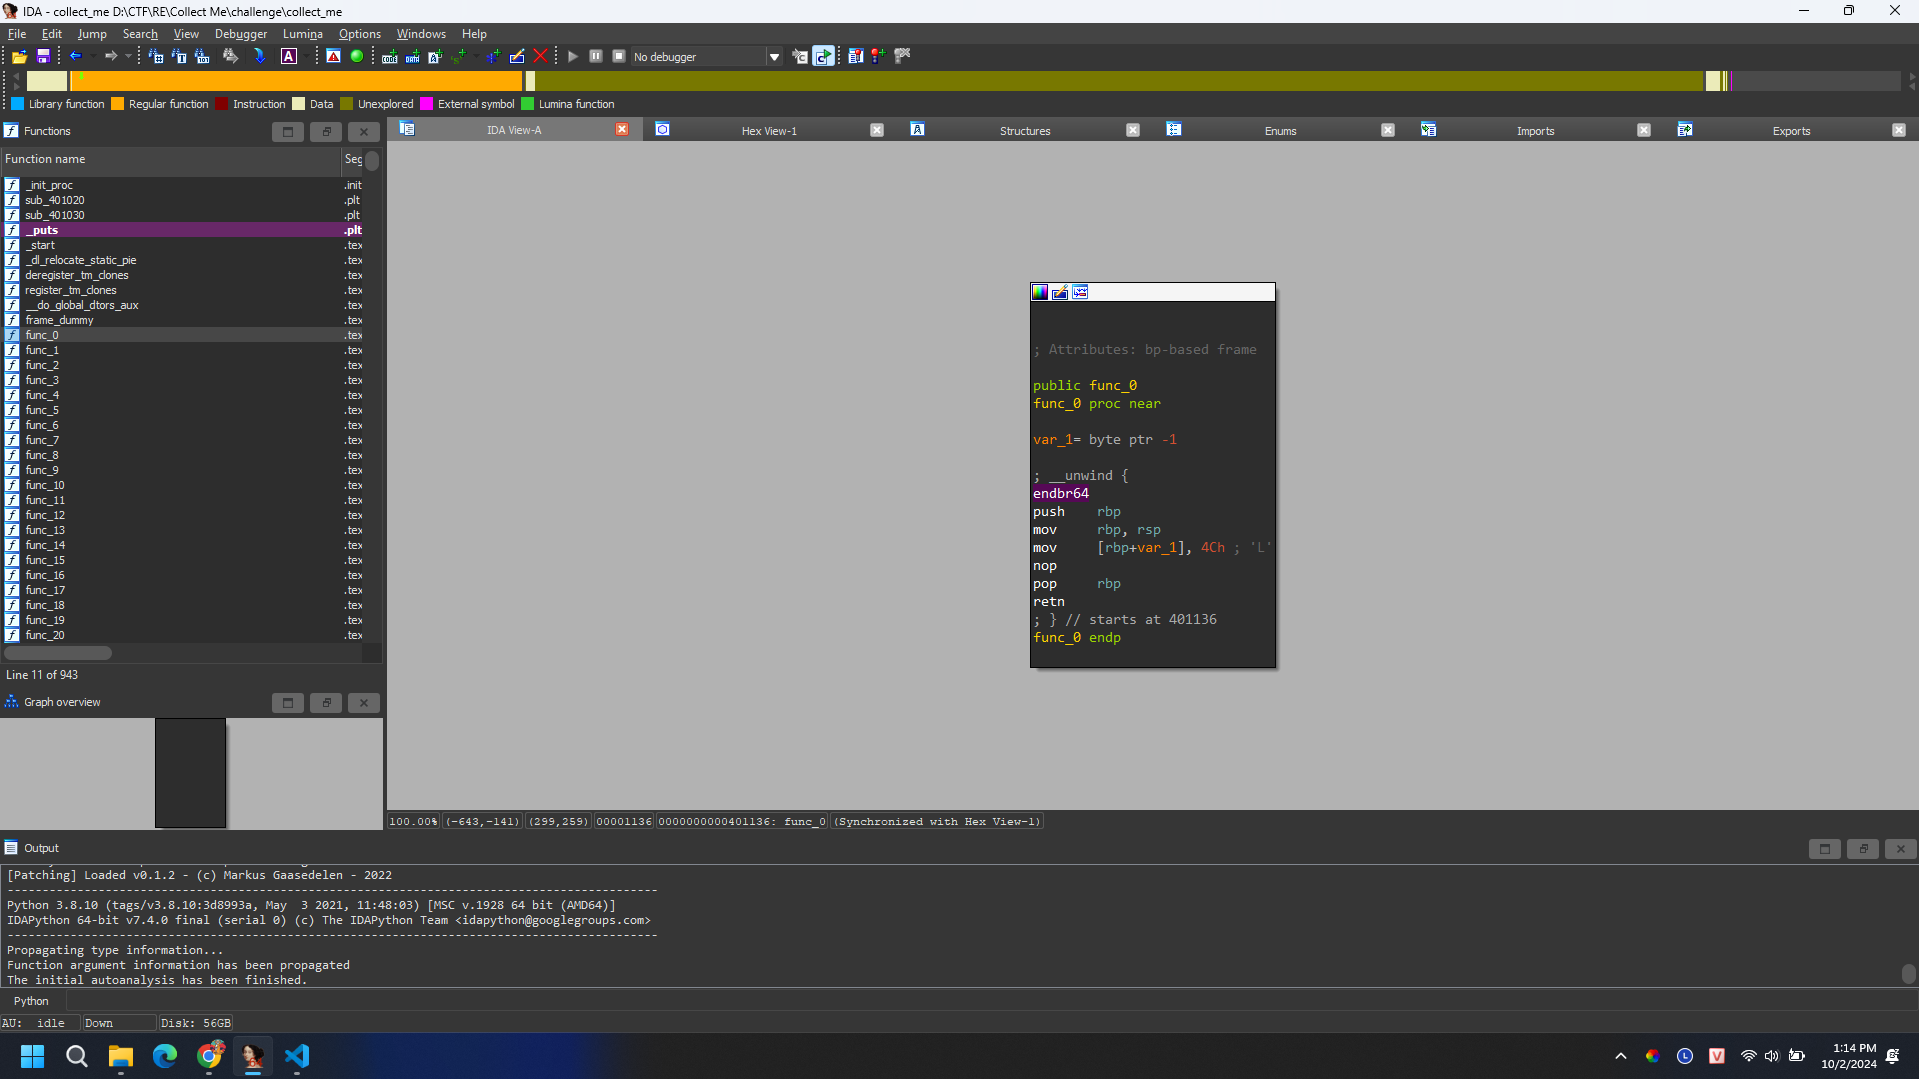 IDA - collect_me D:\CTF\RE\Collect Me\challenge\collect_me
File Edit Jump Search View Debugger Lumina Options Windows Help
No debugger
Library function Regular function Instruction Data Unexplored External symbol Lumina function
Functions
IDA View-A Hex View-1 Structures Enums Imports Exports
Function name Seg
_init_proc .init
sub_401020 .plt
sub_401030 .plt
_puts .plt
_start .tex
_dl_relocate_static_pie .tex
deregister_tm_clones .tex
register_tm_clones .tex
__do_global_dtors_aux .tex
frame_dummy .tex
func_0 .tex
func_1 .tex
func_2 .tex
func_3 .tex
func_4 .tex
func_5 .tex
func_6 .tex
func_7 .tex
func_8 .tex
func_9 .tex
func_10 .tex
func_11 .tex
func_12 .tex
func_13 .tex
func_14 .tex
func_15 .tex
func_16 .tex
func_17 .tex
func_18 .tex
func_19 .tex
func_20 .tex
Line 11 of 943
Graph overview
; Attributes: bp-based frame
public func_0
func_0 proc near
var_1= byte ptr -1
; __unwind {
endbr64
push rbp
mov rbp, rsp
mov [rbp+var_1], 4Ch ; 'L'
nop
pop rbp
retn
; } // starts at 401136
func_0 endp
100.00% (-643,-141) (299,259) 00001136 0000000000401136: func_0 (Synchronized with Hex View-1)
Output
[Patching] Loaded v0.1.2 - (c) Markus Gaasedelen - 2022
---------------------------------------------------------------------------------
Python 3.8.10 (tags/v3.8.10:3d8993a, May  3 2021, 11:48:03) [MSC v.1928 64 bit (AMD64)]
IDAPython 64-bit v7.4.0 final (serial 0) (c) The IDAPython Team <idapython@googlegroups.com>
---------------------------------------------------------------------------------
Propagating type information...
Function argument information has been propagated
The initial autoanalysis has been finished.
Python
AU: idle Down Disk: 56GB
1:14 PM
10/2/2024